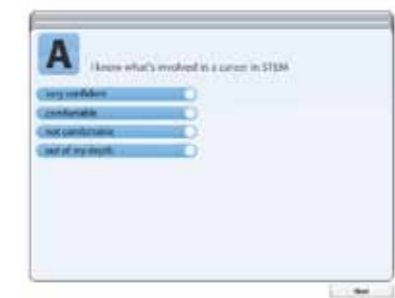 A
I know what's involved in a career in STEM
very confident
comfortable
not comfortable
out of my depth
Next